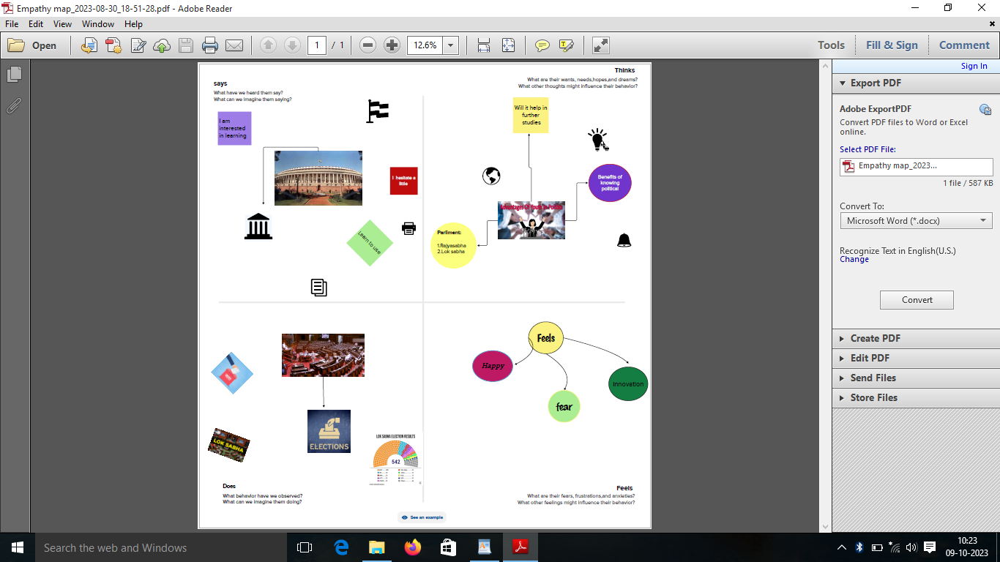 Empathy map_2023-08-30_18-51-28.pdf - Adobe Reader
File Edit View Window Help
Open
1 / 1
12.6%
Tools Fill & Sign Comment
Sign In
Export PDF
Adobe ExportPDF
Convert PDF files to Word or Excel
online.
Select PDF File:
Empathy map_2023...
1 file / 587 KB
Convert To:
Microsoft Word (*.docx)
Recognize Text in English(U.S.)
Change
Convert
Create PDF
Edit PDF
Send Files
Store Files
says
What have we heard them say?
What can we imagine them saying?
I am
interested
in learning
I hesitate a
little
Learn to use
Thinks
What are their wants, needs,hopes,and dreams?
What other thoughts might influence their behavior?
Will it help in
further
studies
Benefits of
knowing
political
Advantages Of Youth In Politics
Parliment:
1.Rajyasabha
2.Lok sabha
ELECTIONS
LOK SABHA
LOK SABHA ELECTION RESULTS
542
Does
What behavior have we observed?
What can we imagine them doing?
Feels
Happy
fear
Innovation
Feels
What are their fears, frustrations,and anxieties?
What other feelings might influence their behavior?
See an example
Search the web and Windows
10:23
09-10-2023